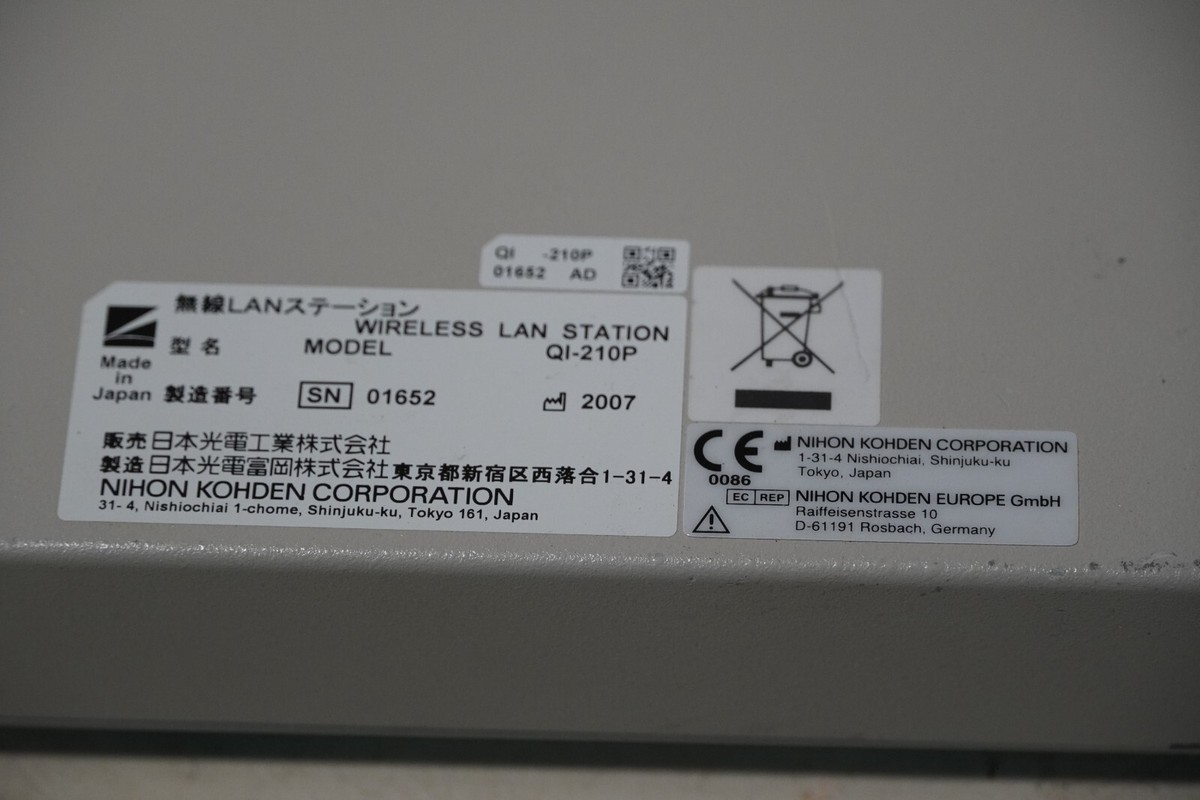 QI -210P
01652 AD
無線LANステーション
WIRELESS LAN STATION
型名 MODEL QI-210P
Made in Japan
製造番号 SN 01652 2007
販売 日本光電工業株式会社
製造 日本光電富岡株式会社 東京都新宿区西落合1-31-4
NIHON KOHDEN CORPORATION
31- 4, Nishiochiai 1-chome, Shinjuku-ku, Tokyo 161, Japan
CE 0086
NIHON KOHDEN CORPORATION
1-31-4 Nishiochiai, Shinjuku-ku
Tokyo, Japan
EC REP NIHON KOHDEN EUROPE GmbH
Raiffeisenstrasse 10
D-61191 Rosbach, Germany